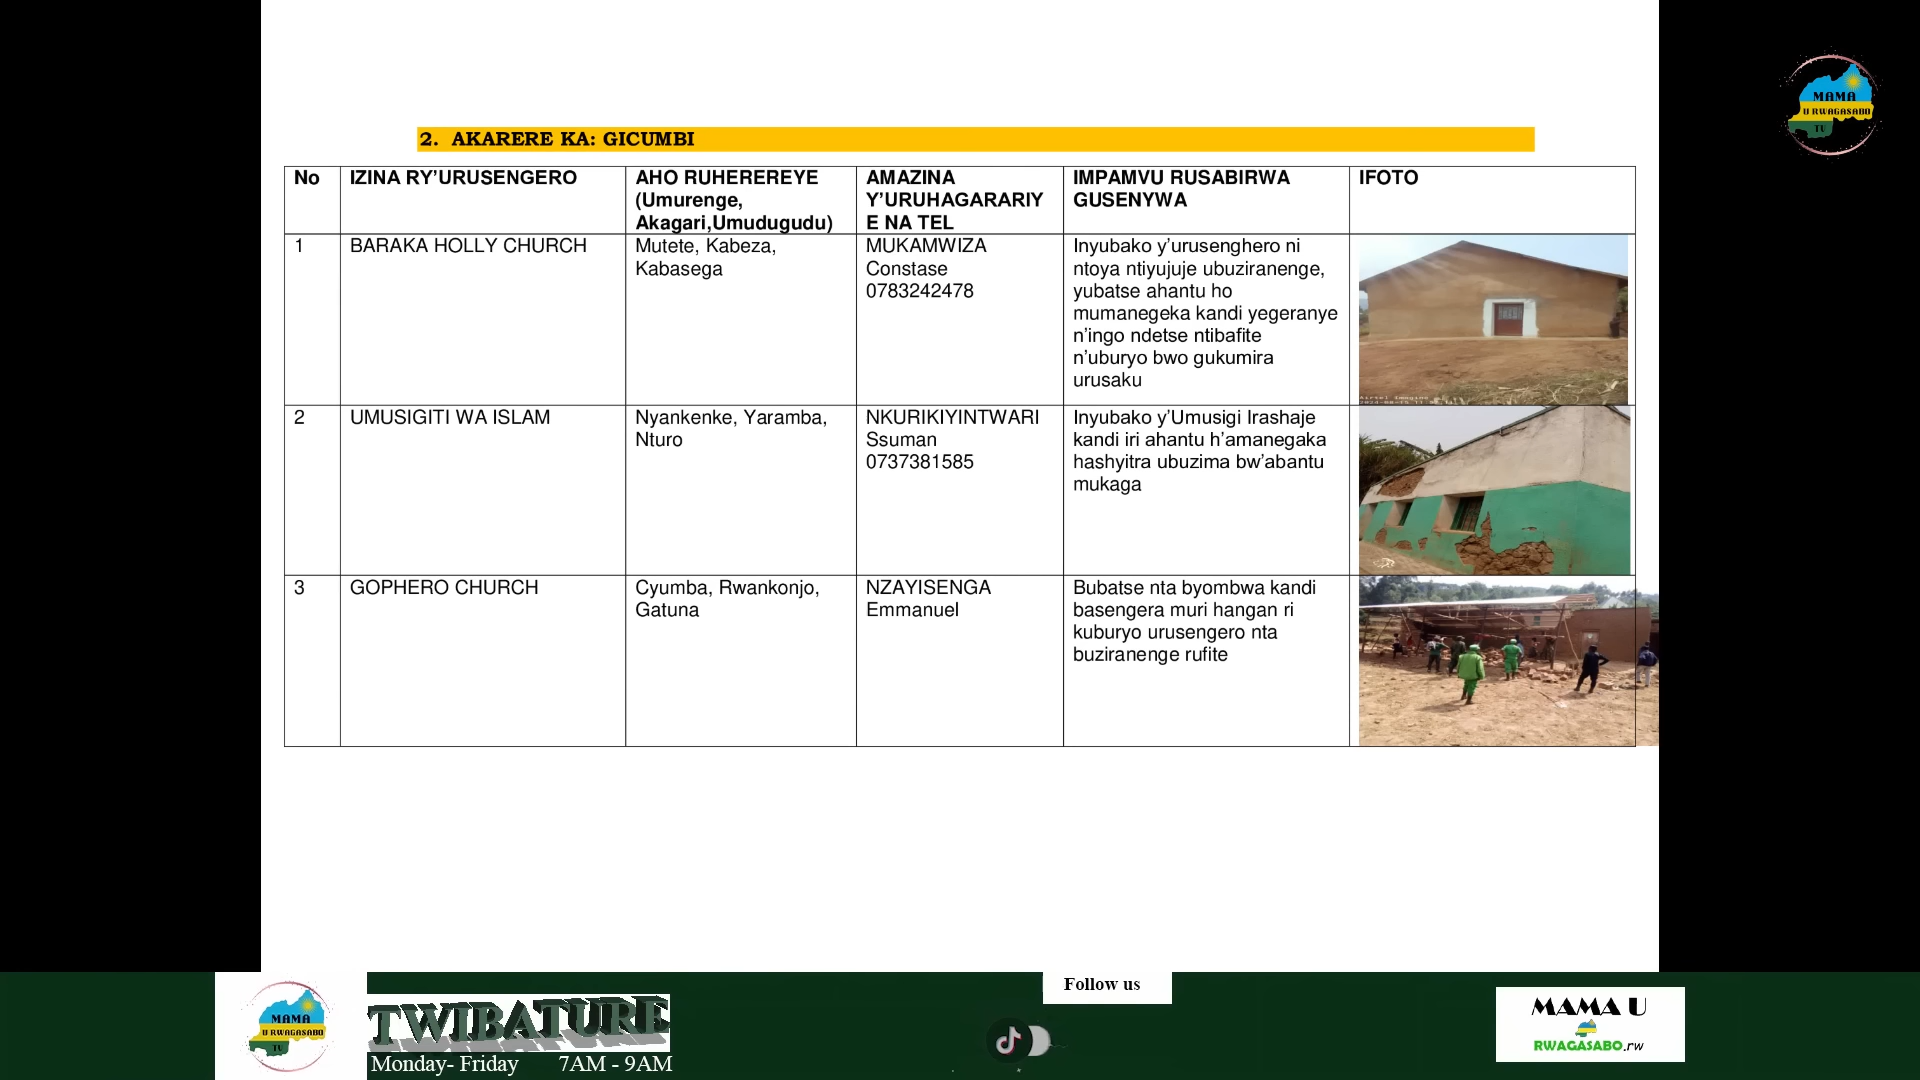 MAMA
U RWAGASABO
TU
2. AKARERE KA: GICUMBI
No
IZINA RY’URUSENGERO
AHO RUHEREREYE
(Umurenge,
Akagari,Umudugudu)
AMAZINA
Y’URUHAGARARIY
E NA TEL
IMPAMVU RUSABIRWA
GUSENYWA
IFOTO
1
BARAKA HOLLY CHURCH
Mutete, Kabeza,
Kabasega
MUKAMWIZA
Constase
0783242478
Inyubako y’urusenghero ni
ntoya ntiyujuje ubuziranenge,
yubatse ahantu ho
mumanegeka kandi yegeranye
n’ingo ndetse ntibafite
n’uburyo bwo gukumira
urusaku
2
UMUSIGITI WA ISLAM
Nyankenke, Yaramba,
Nturo
NKURIKIYINTWARI
Ssuman
0737381585
Inyubako y’Umusigi Irashaje
kandi iri ahantu h’amanegaka
hashyitra ubuzima bw’abantu
mukaga
3
GOPHERO CHURCH
Cyumba, Rwankonjo,
Gatuna
NZAYISENGA
Emmanuel
Bubatse nta byombwa kandi
basengera muri hangan ri
kuburyo urusengero nta
buziranenge rufite
MAMA
U RWAGASABO
TU
TWIBATURE
Monday- Friday 7AM - 9AM
Follow us
MAMA U
RWAGASABO.rw